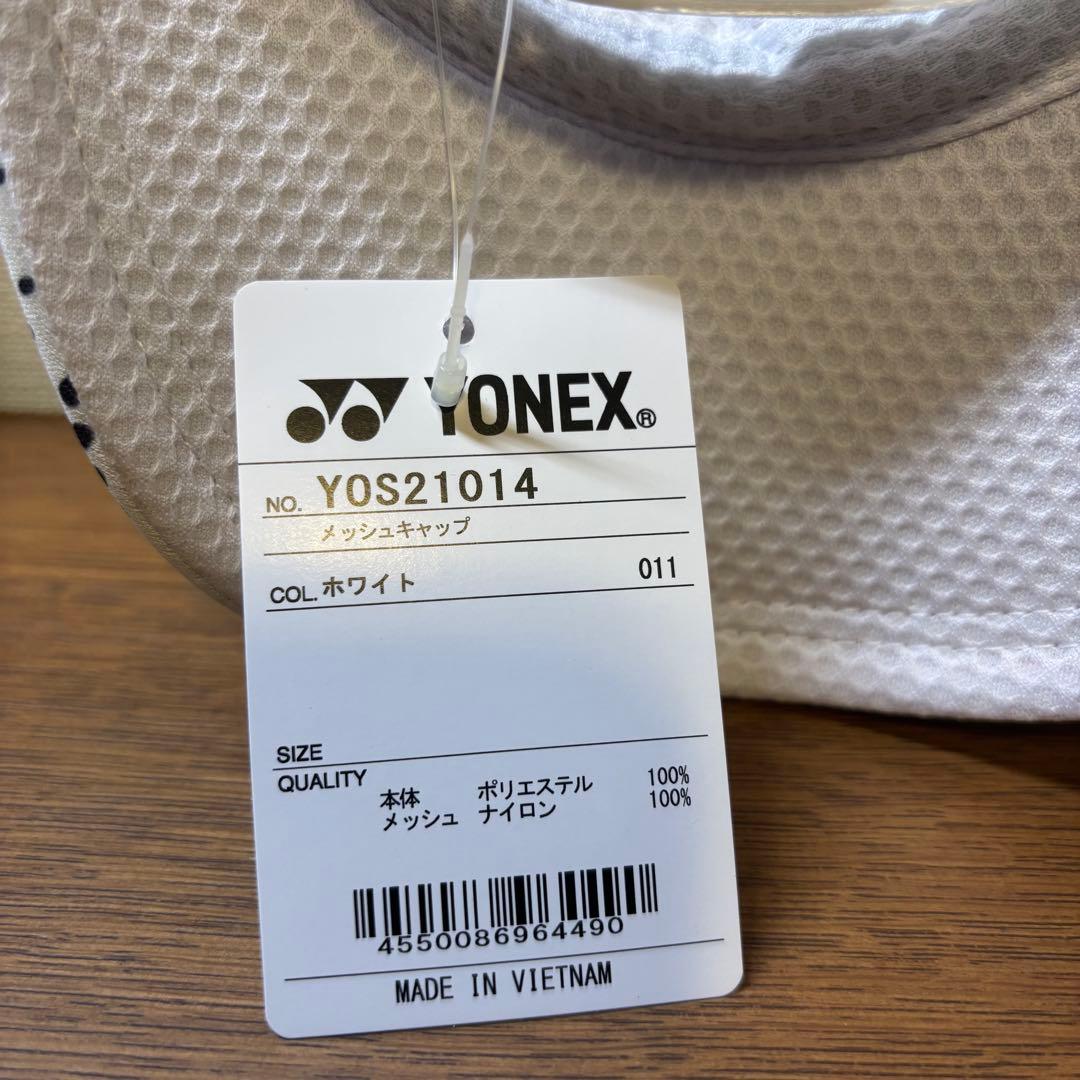 YONEX®
NO. YOS21014
メッシュキャップ
COL. ホワイト 011
SIZE
QUALITY
本体 ポリエステル 100%
メッシュ ナイロン 100%
4550086964490
MADE IN VIETNAM